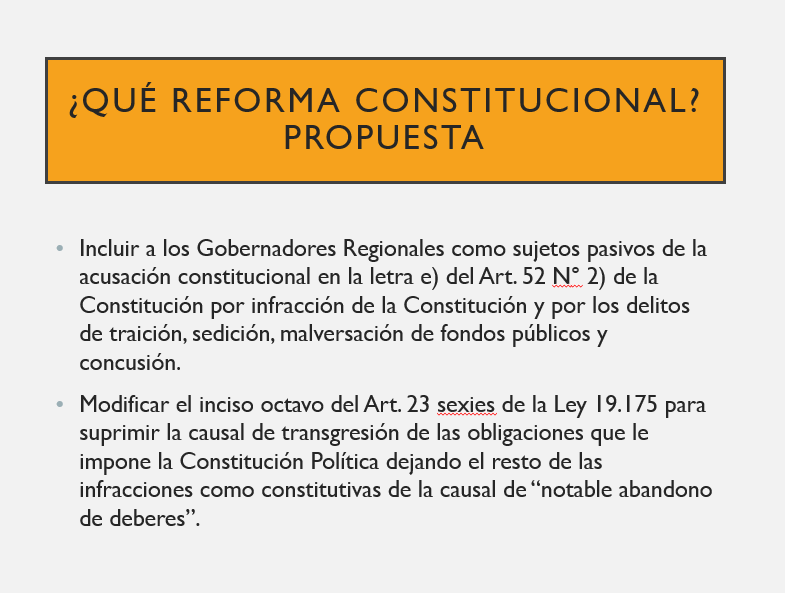 ¿QUÉ REFORMA CONSTITUCIONAL?
PROPUESTA
• Incluir a los Gobernadores Regionales como sujetos pasivos de la
acusación constitucional en la letra e) del Art. 52 N° 2) de la
Constitución por infracción de la Constitución y por los delitos
de traición, sedición, malversación de fondos públicos y
concusión.
• Modificar el inciso octavo del Art. 23 sexies de la Ley 19.175 para
suprimir la causal de transgresión de las obligaciones que le
impone la Constitución Política dejando el resto de las
infracciones como constitutivas de la causal de “notable abandono
de deberes”.